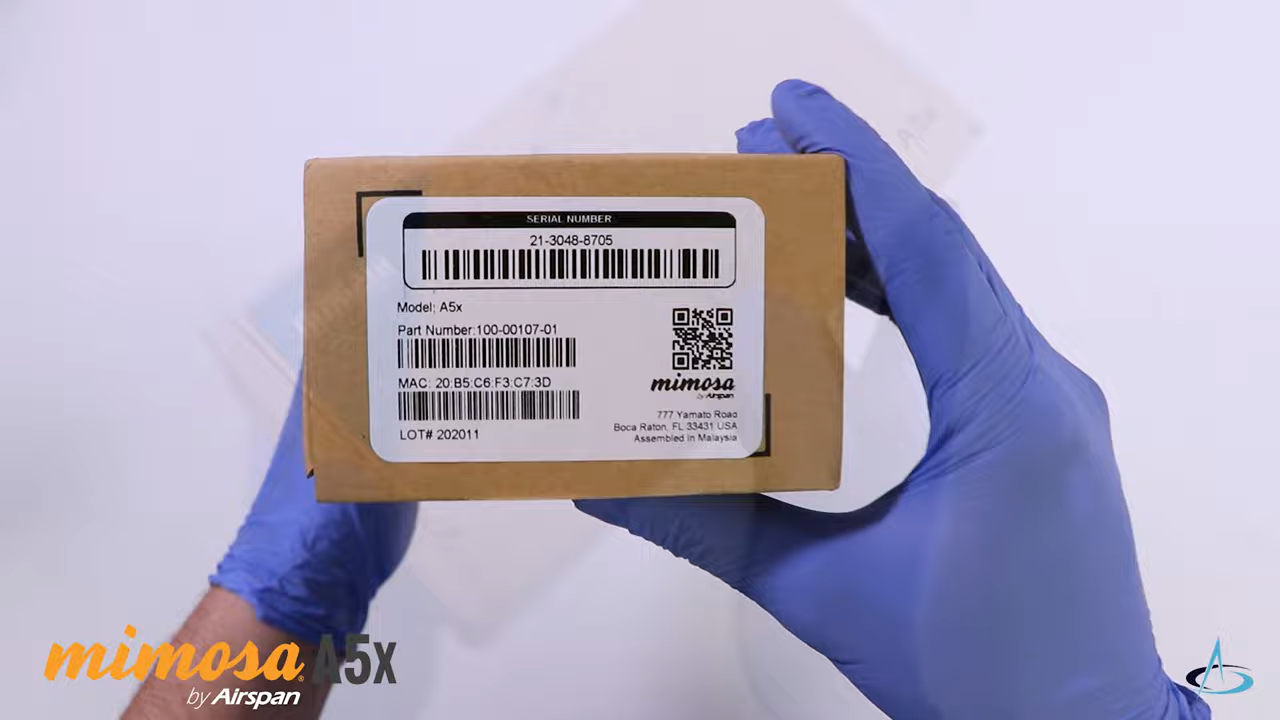 SERIAL NUMBER
21-3048-8705
Model: A5x
Part Number:100-00107-01
MAC: 20:B5:C6:F3:C7:3D
LOT# 202011
mimosa
by Airspan
777 Yamato Road
Boca Raton, FL 33431 USA
Assembled in Malaysia
mimosa® A5x
by Airspan